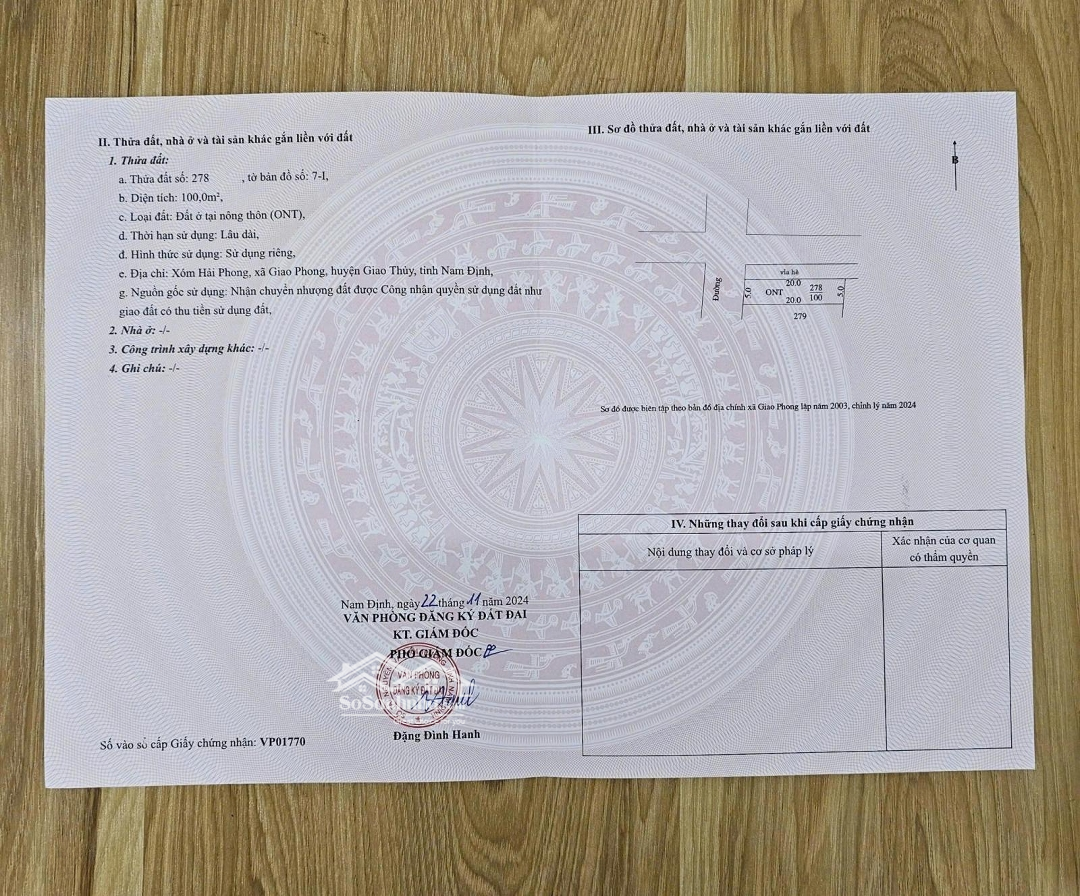 II. Thửa đất, nhà ở và tài sản khác gắn liền với đất
1. Thửa đất:
a. Thửa đất số: 278 , tờ bản đồ số: 7-I,
b. Diện tích: 100,0m²,
c. Loại đất: Đất ở tại nông thôn (ONT),
d. Thời hạn sử dụng: Lâu dài,
đ. Hình thức sử dụng: Sử dụng riêng,
e. Địa chỉ: Xóm Hải Phong, xã Giao Phong, huyện Giao Thủy, tỉnh Nam Định,
g. Nguồn gốc sử dụng: Nhận chuyển nhượng đất được Công nhận quyền sử dụng đất như
giao đất có thu tiền sử dụng đất,
2. Nhà ở: -/-
3. Công trình xây dựng khác: -/-
4. Ghi chú: -/-
Nam Định, ngày 22 tháng 11 năm 2024
VĂN PHÒNG ĐĂNG KÝ ĐẤT ĐAI
KT. GIÁM ĐỐC
PHÓ GIÁM ĐỐC
VĂN PHÒNG
ĐĂNG KÝ ĐẤT ĐAI
Đặng Đình Hanh
Số vào sổ cấp Giấy chứng nhận: VP01770
III. Sơ đồ thửa đất, nhà ở và tài sản khác gắn liền với đất
B
Đường
vỉa hè
20.0
5.0
ONT
278
100
5.0
20.0
279
Sơ đồ được biên tập theo bản đồ địa chính xã Giao Phong lập năm 2003, chỉnh lý năm 2024
IV. Những thay đổi sau khi cấp giấy chứng nhận
Nội dung thay đổi và cơ sở pháp lý
Xác nhận của cơ quan
có thẩm quyền